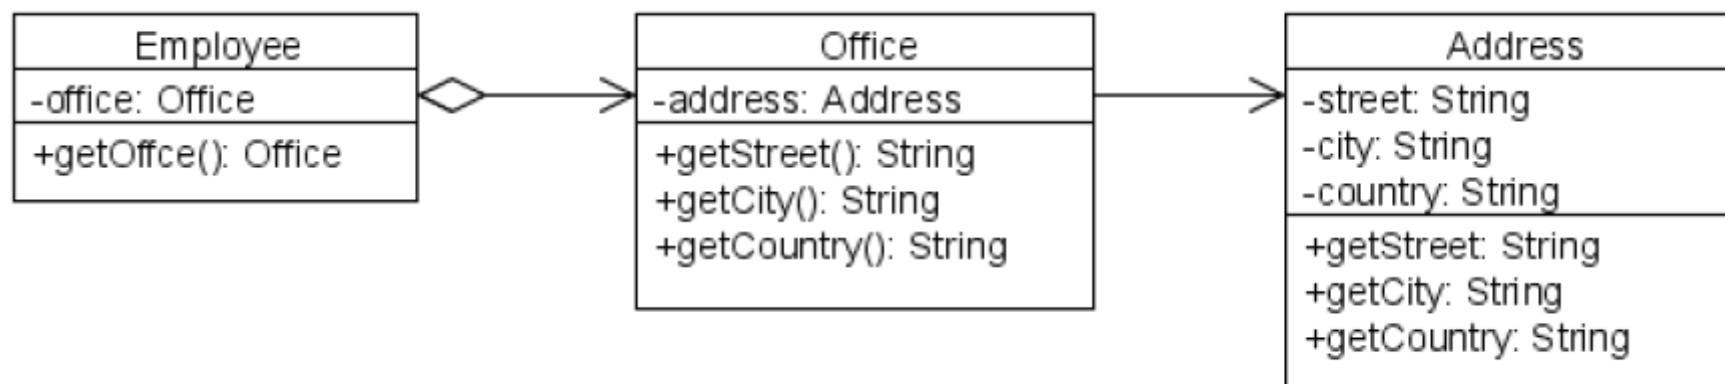 Employee
-office: Office
+getOffce(): Office
Office
-address: Address
+getStreet(): String
+getCity(): String
+getCountry(): String
Address
-street: String
-city: String
-country: String
+getStreet: String
+getCity: String
+getCountry: String